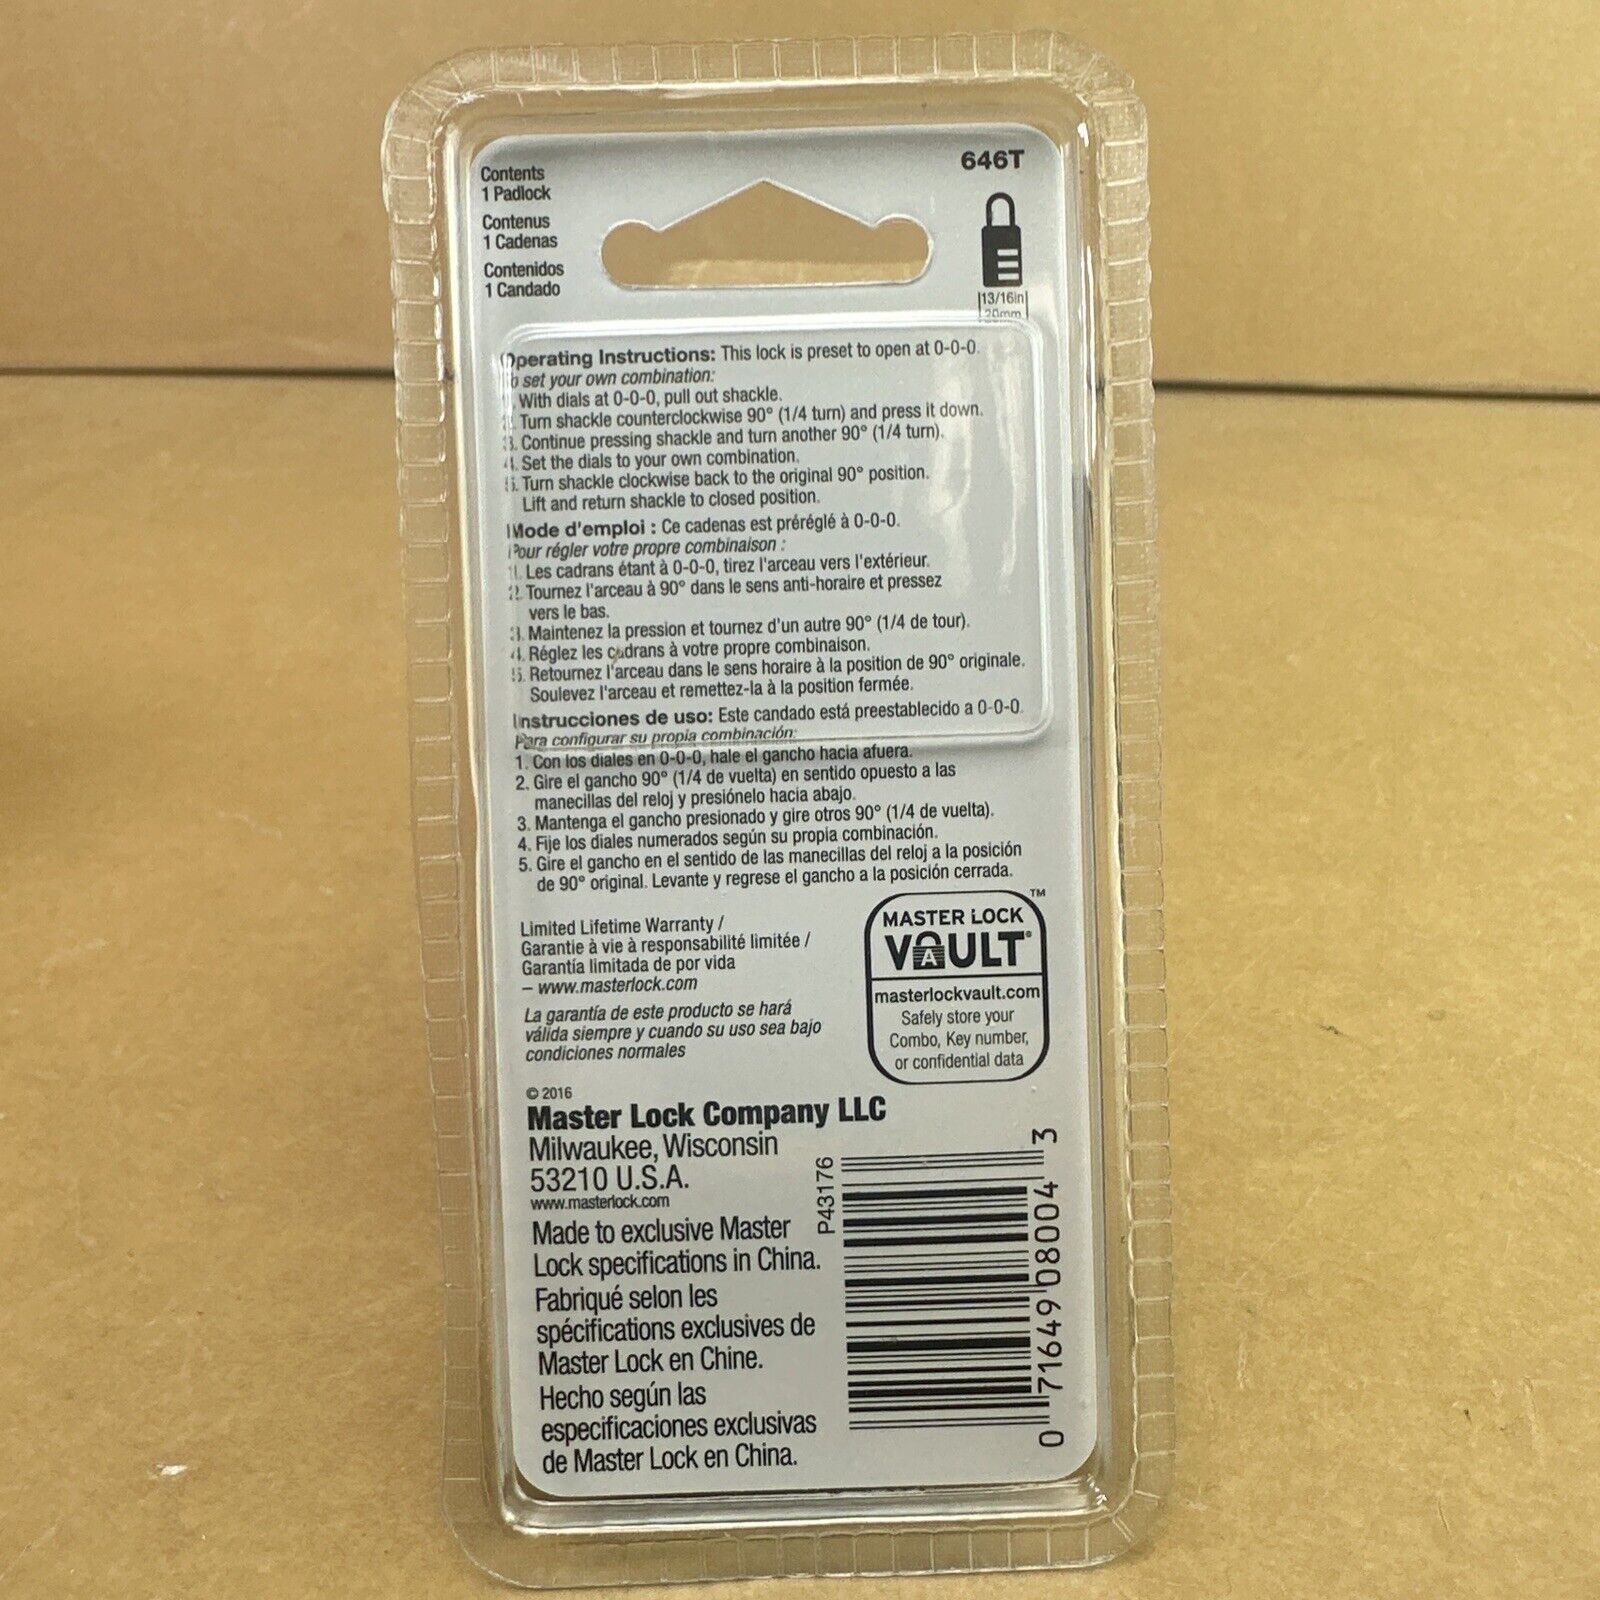 Contents
1 Padlock
Contenus
1 Cadenas
Contenidos
1 Candado
646T
13/16in
20mm
Operating Instructions: This lock is preset to open at 0-0-0.
To set your own combination:
1. With dials at 0-0-0, pull out shackle.
2. Turn shackle counterclockwise 90° (1/4 turn) and press it down.
3. Continue pressing shackle and turn another 90° (1/4 turn).
4. Set the dials to your own combination.
5. Turn shackle clockwise back to the original 90° position.
Lift and return shackle to closed position.
Mode d'emploi : Ce cadenas est préréglé à 0-0-0.
Pour régler votre propre combinaison :
1. Les cadrans étant à 0-0-0, tirez l'arceau vers l'extérieur.
2. Tournez l'arceau à 90° dans le sens anti-horaire et pressez
vers le bas.
3. Maintenez la pression et tournez d'un autre 90° (1/4 de tour).
4. Réglez les cadrans à votre propre combinaison.
5. Retournez l'arceau dans le sens horaire à la position de 90° originale.
Soulevez l'arceau et remettez-la à la position fermée.
Instrucciones de uso: Este candado está preestablecido a 0-0-0.
Para configurar su propia combinación:
1. Con los diales en 0-0-0, hale el gancho hacia afuera.
2. Gire el gancho 90° (1/4 de vuelta) en sentido opuesto a las
manecillas del reloj y presiónelo hacia abajo.
3. Mantenga el gancho presionado y gire otros 90° (1/4 de vuelta).
4. Fije los diales numerados según su propia combinación.
5. Gire el gancho en el sentido de las manecillas del reloj a la posición
de 90° original. Levante y regrese el gancho a la posición cerrada.
Limited Lifetime Warranty /
Garantie à vie à responsabilité limitée /
Garantía limitada de por vida
– www.masterlock.com
La garantía de este producto se hará
válida siempre y cuando su uso sea bajo
condiciones normales
MASTER LOCK ™
VAULT®
masterlockvault.com
Safely store your
Combo, Key number,
or confidential data
© 2016
Master Lock Company LLC
Milwaukee, Wisconsin
53210 U.S.A.
www.masterlock.com
Made to exclusive Master
Lock specifications in China.
Fabriqué selon les
spécifications exclusives de
Master Lock en Chine.
Hecho según las
especificaciones exclusivas
de Master Lock en China.
P43176
0 71649 08004 3